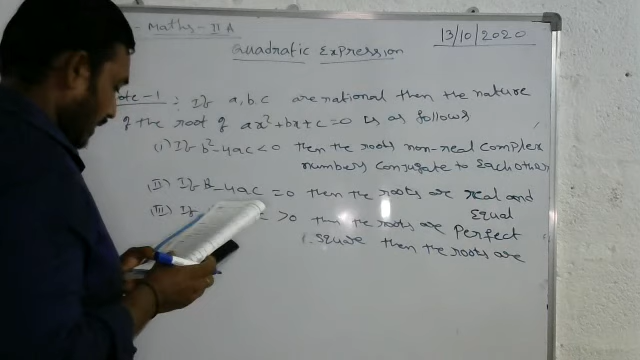 - Maths - II A
13/10/2020
Quadratic Expression
ote-1 : If a,b,c are rational then the nature
of the root of ax²+bx+c=0 is as follows
(i) If b²-4ac<0 then the roots non-real complex
numbers conjugate to each other
(II) If b²-4ac =0 then the roots are real and
Equal
(III) If c >0 then the roots are perfect
square then the roots are